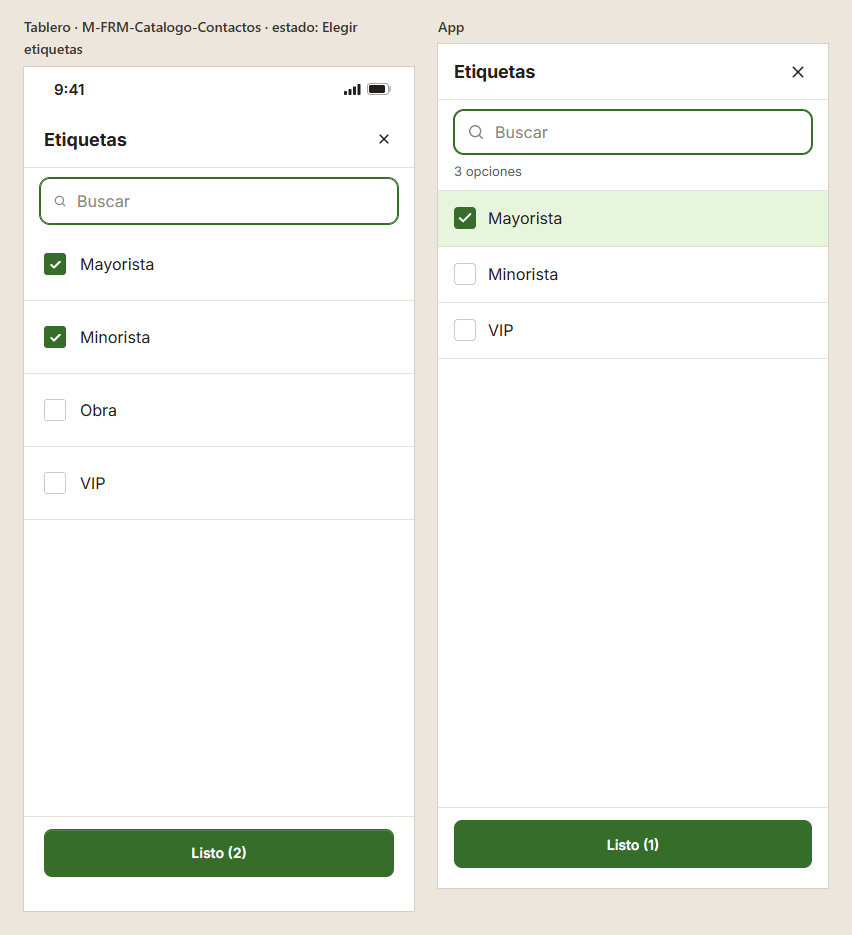 Tablero · M-FRM-Catalogo-Contactos · estado: Elegir
etiquetas
9:41
Etiquetas
Buscar
Mayorista
Minorista
Obra
VIP
Listo (2)
App
Etiquetas
Buscar
3 opciones
Mayorista
Minorista
VIP
Listo (1)